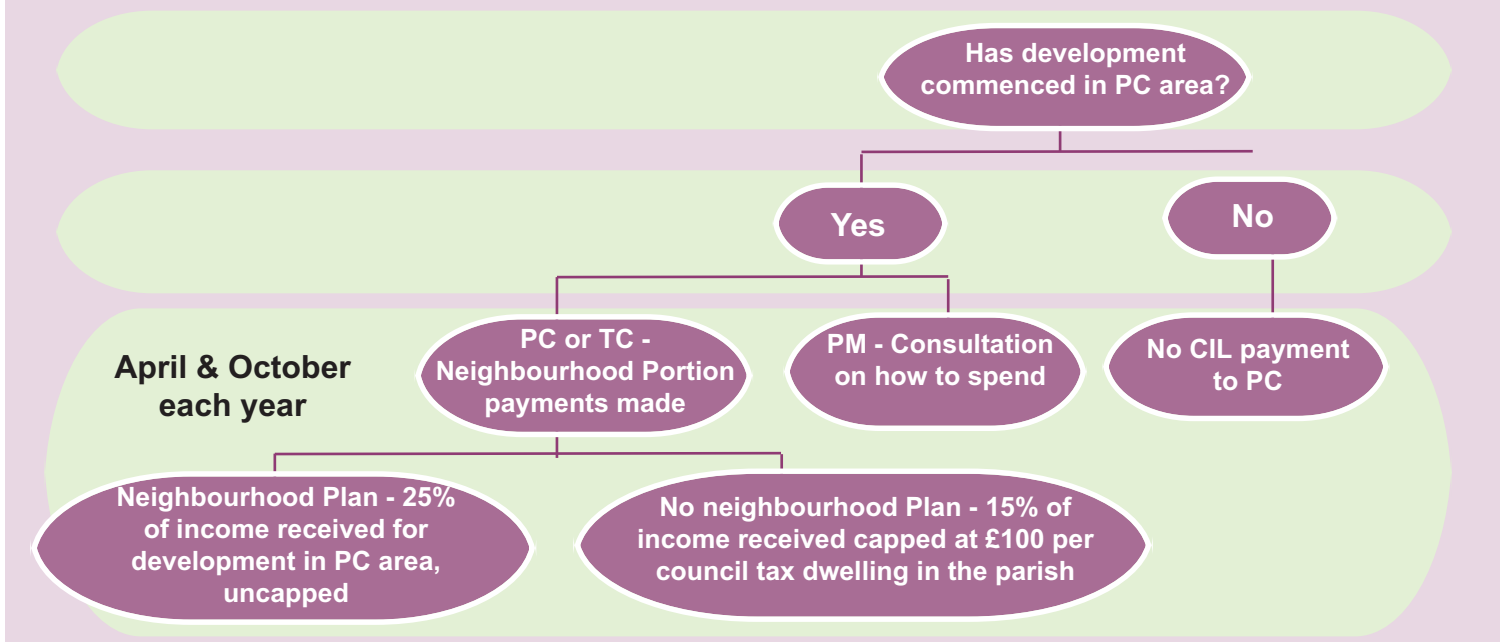 Has development
commenced in PC area?
Yes
No
April & October
each year
PC or TC -
Neighbourhood Portion
payments made
PM - Consultation
on how to spend
No CIL payment
to PC
Neighbourhood Plan - 25%
of income received for
development in PC area,
uncapped
No neighbourhood Plan - 15% of
income received capped at £100 per
council tax dwelling in the parish